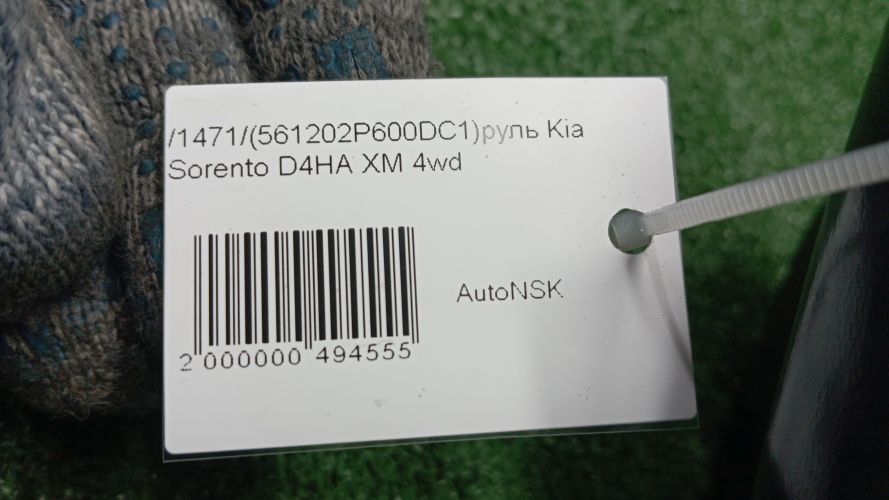 /1471/(561202P600DC1)руль Kia
Sorento D4HA XM 4wd
AutoNSK
2 000000 494555